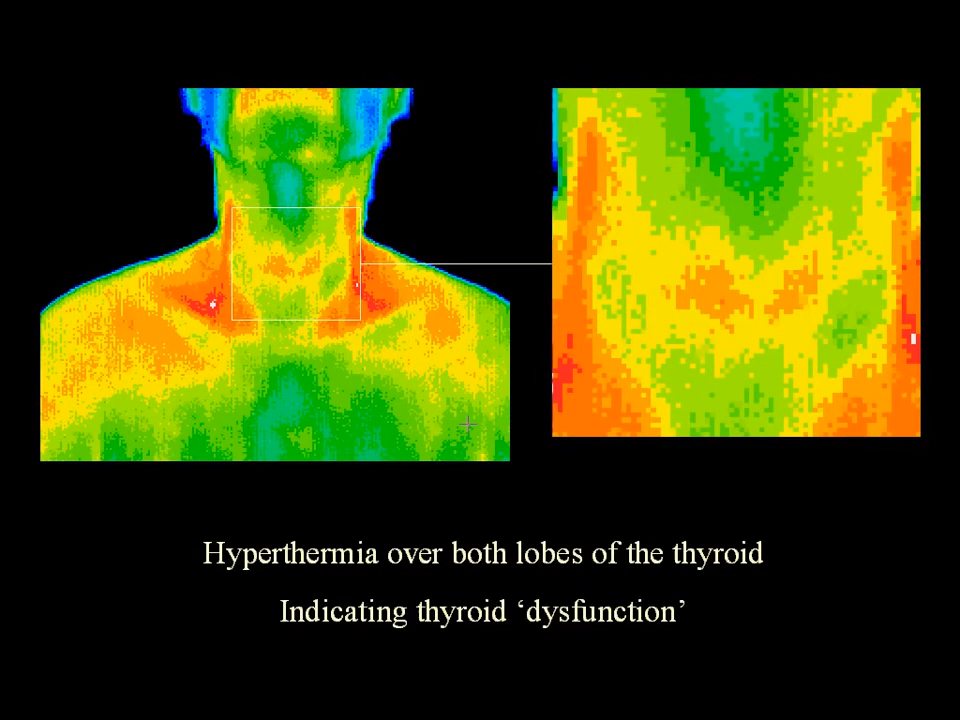 Hyperthermia over both lobes of the thyroid
Indicating thyroid ‘dysfunction’